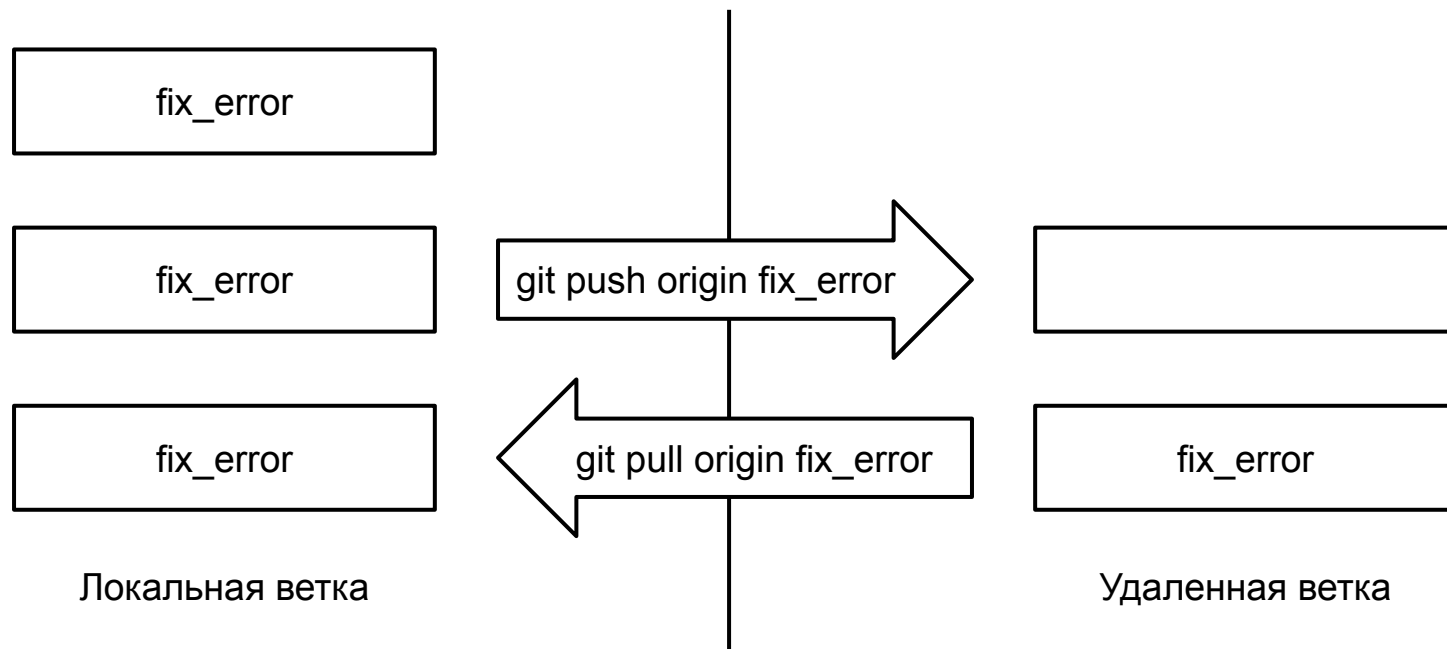 fix_error
fix_error
git push origin fix_error
fix_error
git pull origin fix_error
fix_error
Локальная ветка
Удаленная ветка